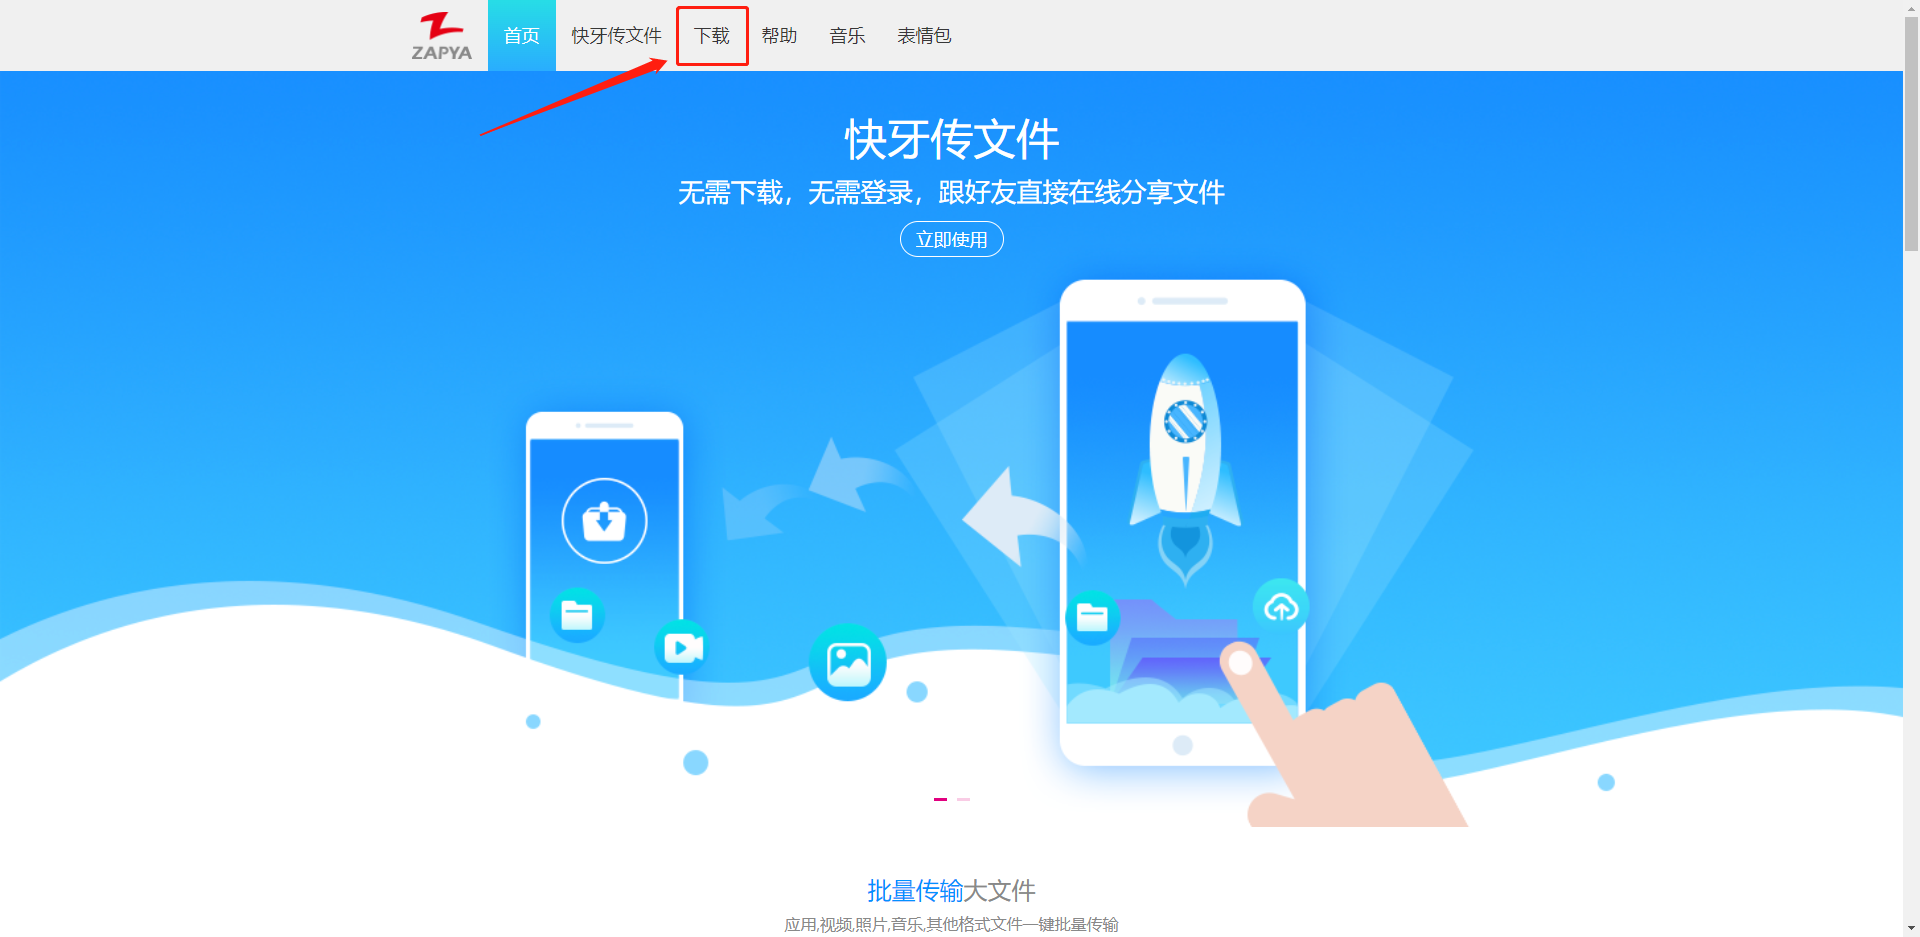 ZAPYA
首页 快牙传文件 下载 帮助 音乐 表情包
快牙传文件
无需下载，无需登录，跟好友直接在线分享文件
立即使用
批量传输大文件
应用,视频,照片,音乐,其他格式文件一键批量传输